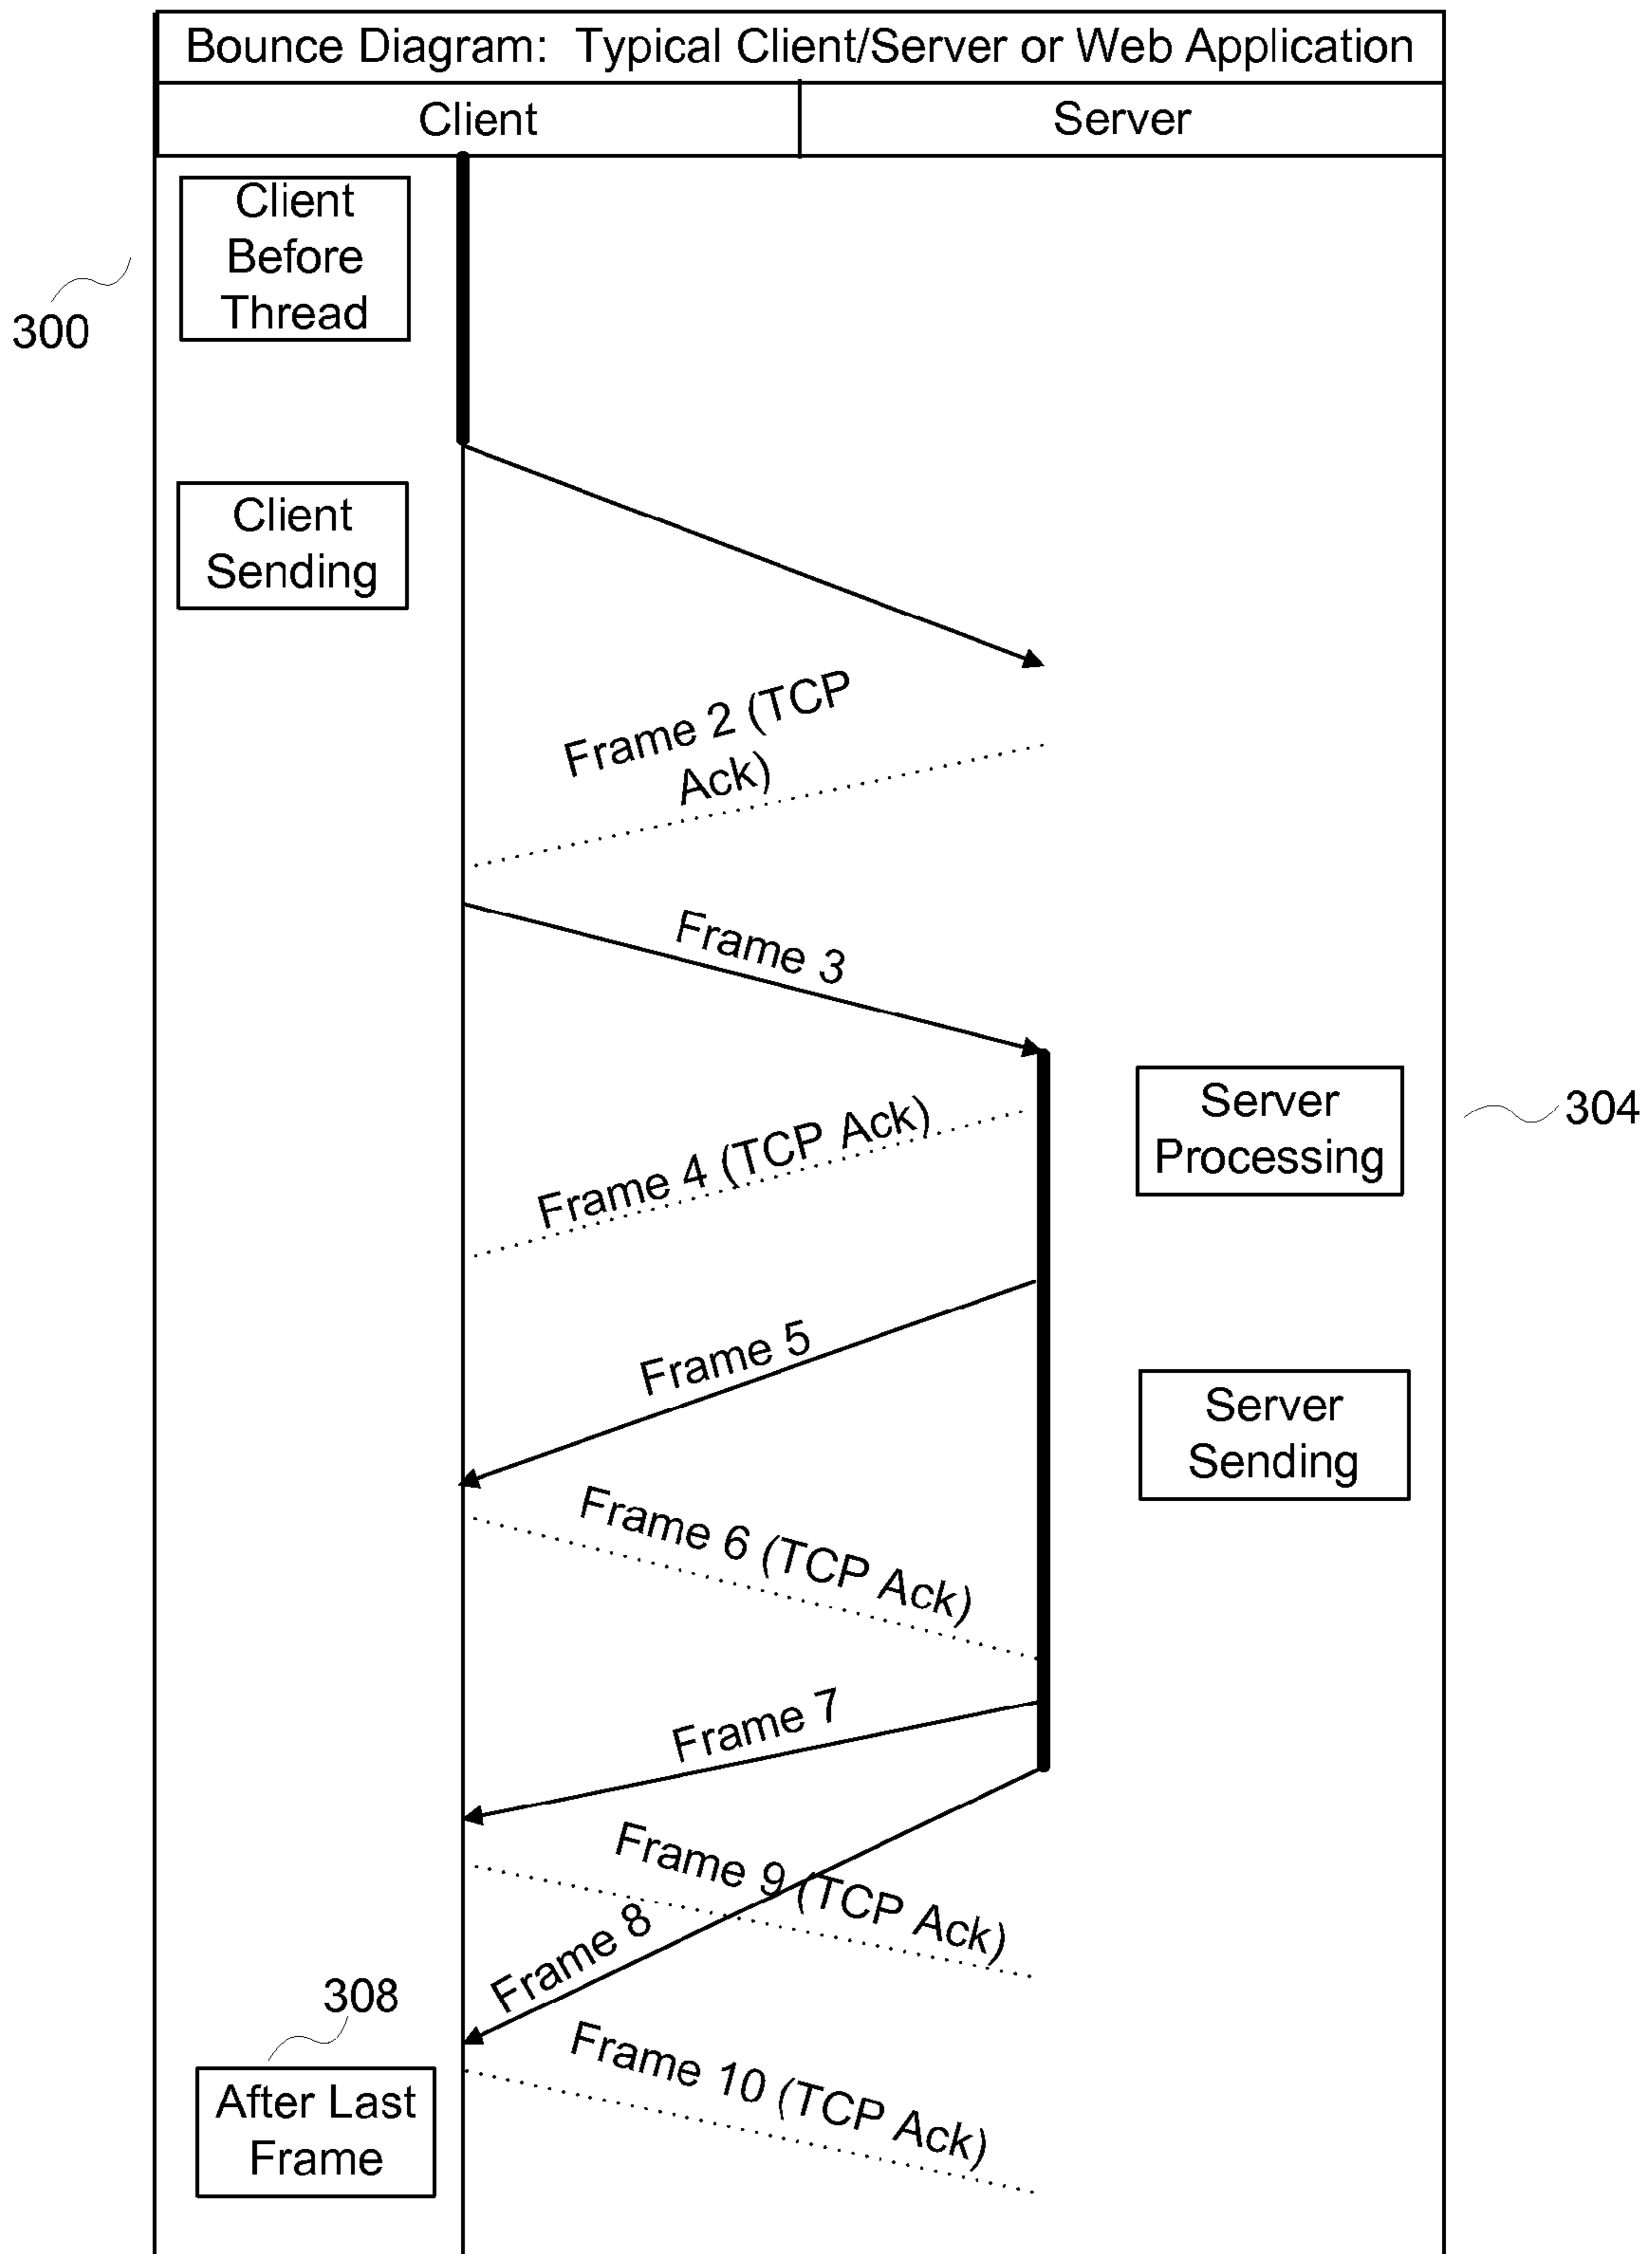 Bounce Diagram: Typical Client/Server or Web Application
Client
Server
Client
Before
Thread
300
Client
Sending
Frame 2 (TCP
Ack)
Frame 3
Server
Processing
304
Frame 4 (TCP Ack)
Frame 5
Server
Sending
Frame 6 (TCP Ack)
Frame 7
Frame 9 (TCP Ack)
Frame 8
308
Frame 10 (TCP Ack)
After Last
Frame